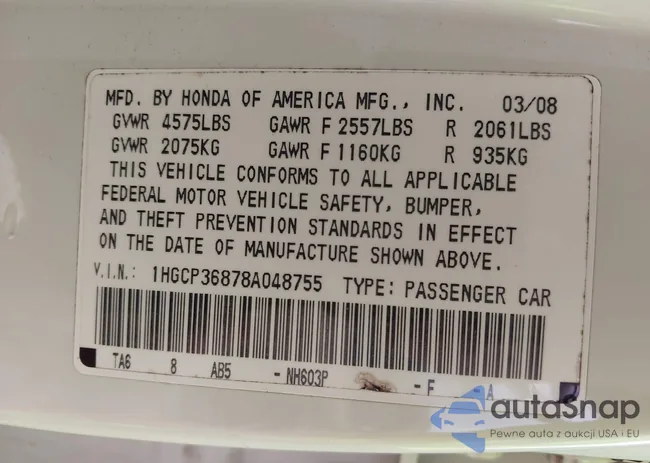 MFD. BY HONDA OF AMERICA MFG., INC. 03/08
GVWR 4575LBS GAWR F 2557LBS R 2061LBS
GVWR 2075KG GAWR F 1160KG R 935KG
THIS VEHICLE CONFORMS TO ALL APPLICABLE
FEDERAL MOTOR VEHICLE SAFETY, BUMPER,
AND THEFT PREVENTION STANDARDS IN EFFECT
ON THE DATE OF MANUFACTURE SHOWN ABOVE.
V.I.N.: 1HGCP36878A048755 TYPE: PASSENGER CAR
TA6 8 AB5 -NH603P -F A
autaSnap
Pewne auta z aukcji USA i EU